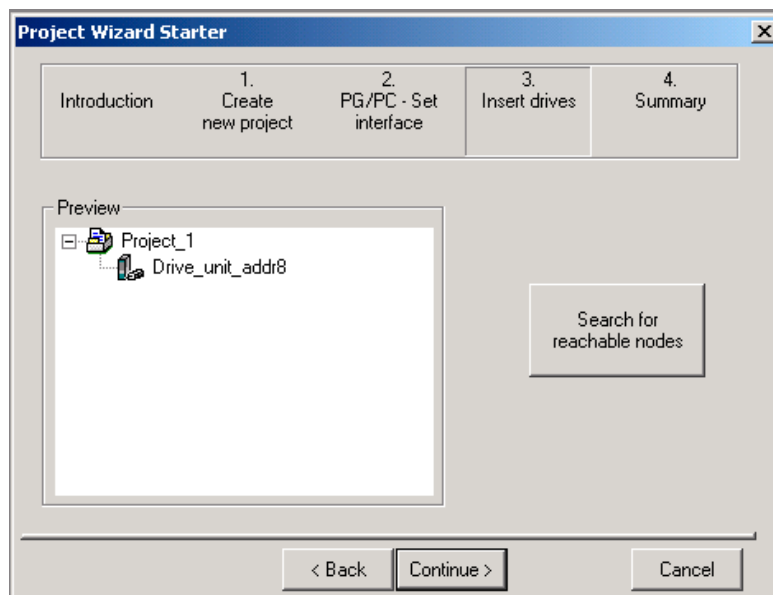 Project Wizard Starter
Introduction
1.
Create
new project
2.
PG/PC - Set
interface
3.
Insert drives
4.
Summary
Preview
Project_1
Drive_unit_addr8
Search for
reachable nodes
< Back
Continue >
Cancel